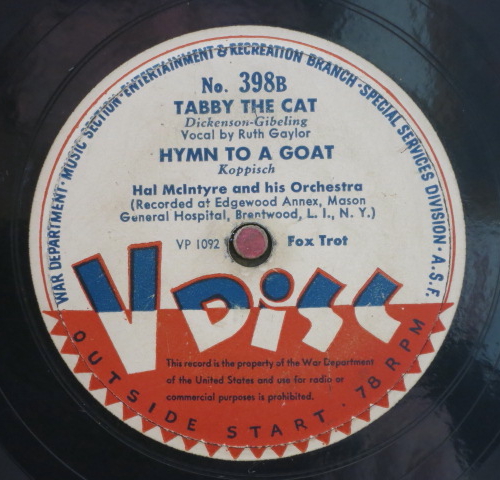 WAR DEPARTMENT · MUSIC SECTION · ENTERTAINMENT & RECREATION BRANCH · SPECIAL SERVICES DIVISION · A.S.F.
No. 398B
TABBY THE CAT
Dickenson-Gibeling
Vocal by Ruth Gaylor
HYMN TO A GOAT
Koppisch
Hal McIntyre and his Orchestra
(Recorded at Edgewood Annex, Mason
General Hospital, Brentwood, L. I., N. Y.)
VP 1092 Fox Trot
V DISC
This record is the property of the War Department
of the United States and use for radio or
commercial purposes is prohibited.
OUTSIDE START · 78 RPM